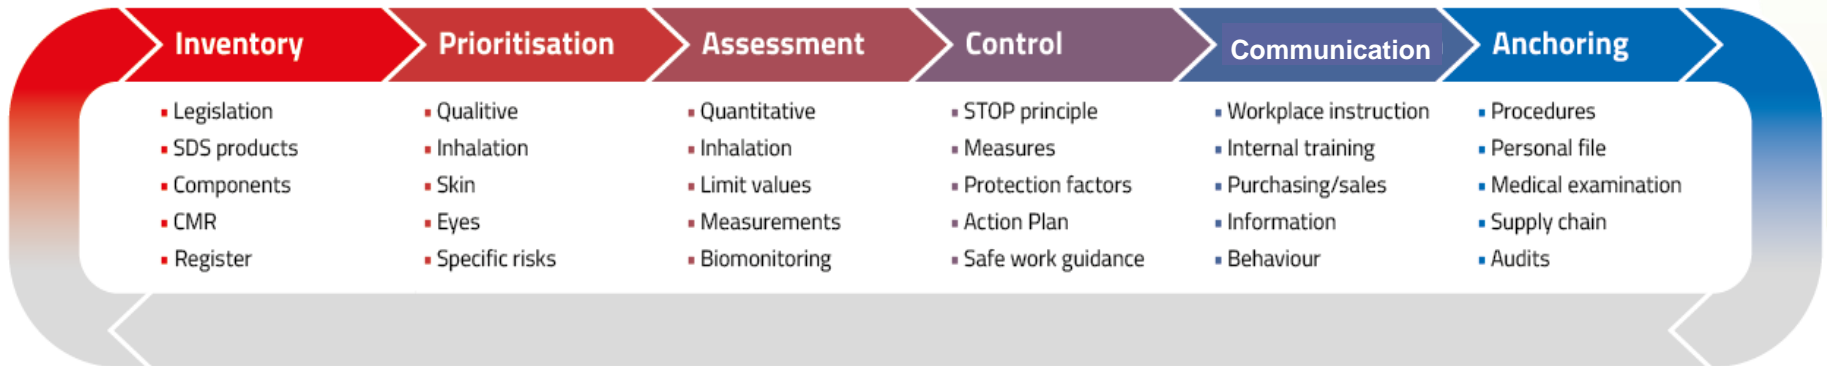 Inventory
Legislation
SDS products
Components
CMR
Register
Prioritisation
Qualitive
Inhalation
Skin
Eyes
Specific risks
Assessment
Quantitative
Inhalation
Limit values
Measurements
Biomonitoring
Control
STOP principle
Measures
Protection factors
Action Plan
Safe work guidance
Communication
Workplace instruction
Internal training
Purchasing/sales
Information
Behaviour
Anchoring
Procedures
Personal file
Medical examination
Supply chain
Audits